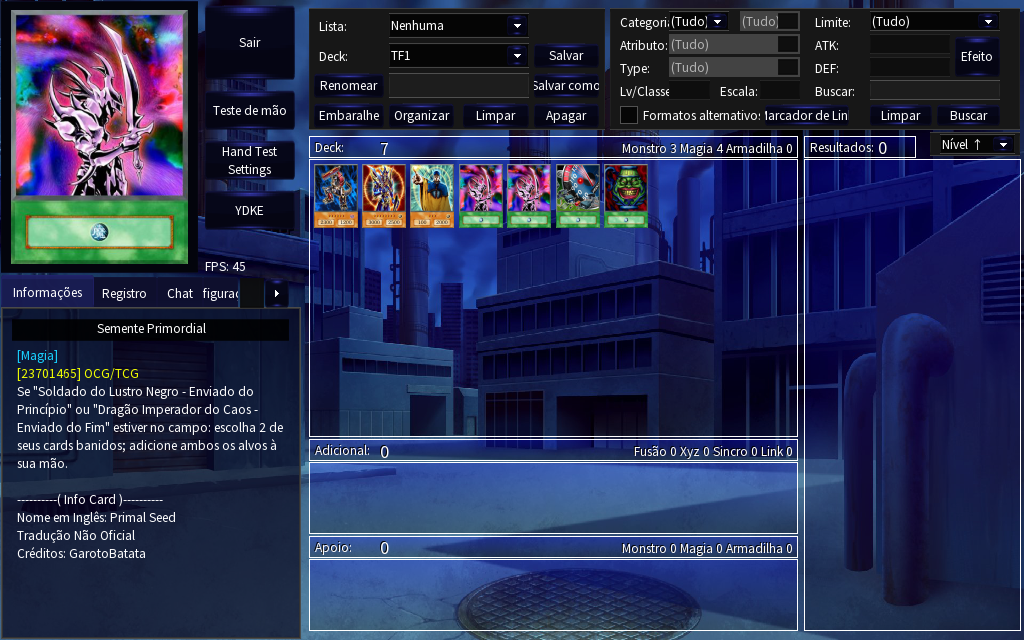 Sair
Teste de mão
Hand Test
Settings
YDKE
FPS: 45
Informações
Registro
Chat
figurac
Semente Primordial
[Magia]
[23701465] OCG/TCG
Se "Soldado do Lustro Negro - Enviado do
Princípio" ou "Dragão Imperador do Caos -
Enviado do Fim" estiver no campo: escolha 2 de
seus cards banidos; adicione ambos os alvos à
sua mão.
----------( Info Card )----------
Nome em Inglês: Primal Seed
Tradução Não Oficial
Créditos: GarotoBatata
Lista: Nenhuma
Deck: TF1 Salvar
Renomear Salvar como
Embaralhe Organizar Limpar Apagar
Categori: (Tudo) (Tudo) Limite: (Tudo)
Atributo: (Tudo) ATK:
Efeito
Type: (Tudo) DEF:
Lv/Classe Escala: Buscar:
Formatos alternativo: Marcador de Lin Limpar Buscar
Deck: 7 Monstro 3 Magia 4 Armadilha 0
Resultados: 0 Nível ↑
Adicional: 0 Fusão 0 Xyz 0 Sincro 0 Link 0
Apoio: 0 Monstro 0 Magia 0 Armadilha 0